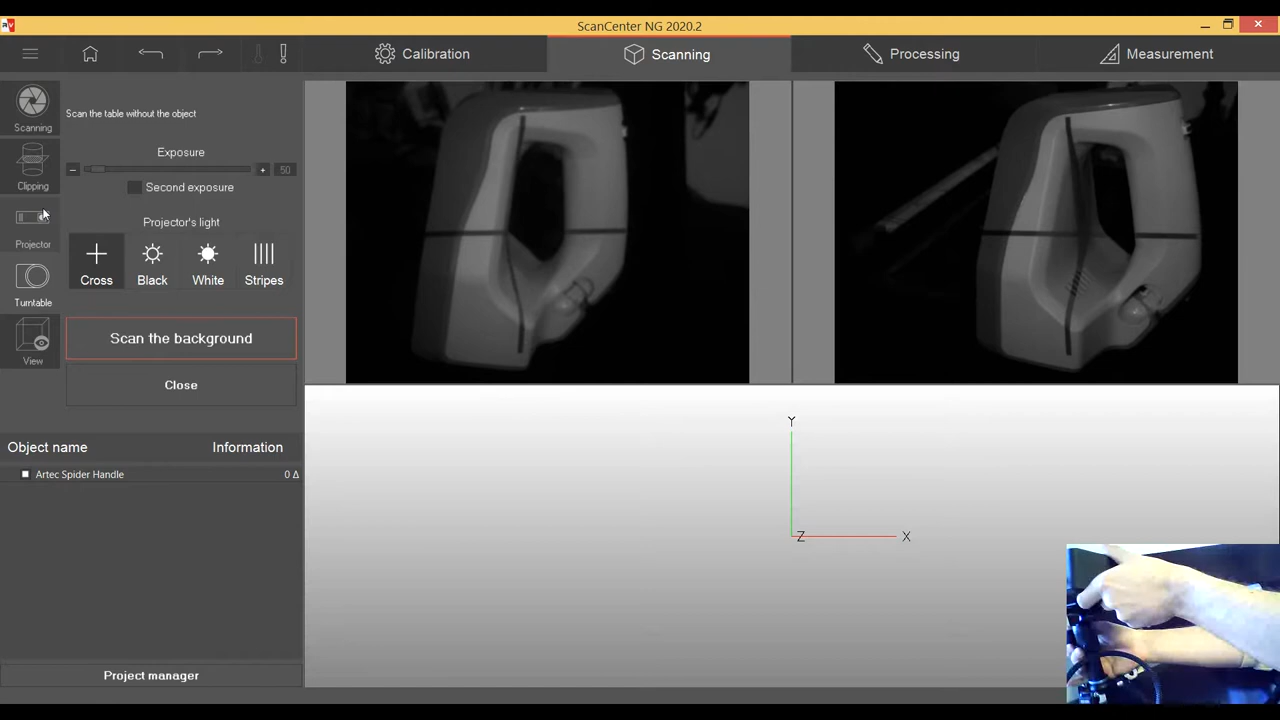 ScanCenter NG 2020.2
Calibration
Scanning
Processing
Measurement
Scanning
Clipping
Projector
Turntable
View
Scan the table without the object
Exposure
50
Second exposure
Projector's light
Cross
Black
White
Stripes
Scan the background
Close
Object name Information
Artec Spider Handle 0 Δ
Project manager
Y
Z
X